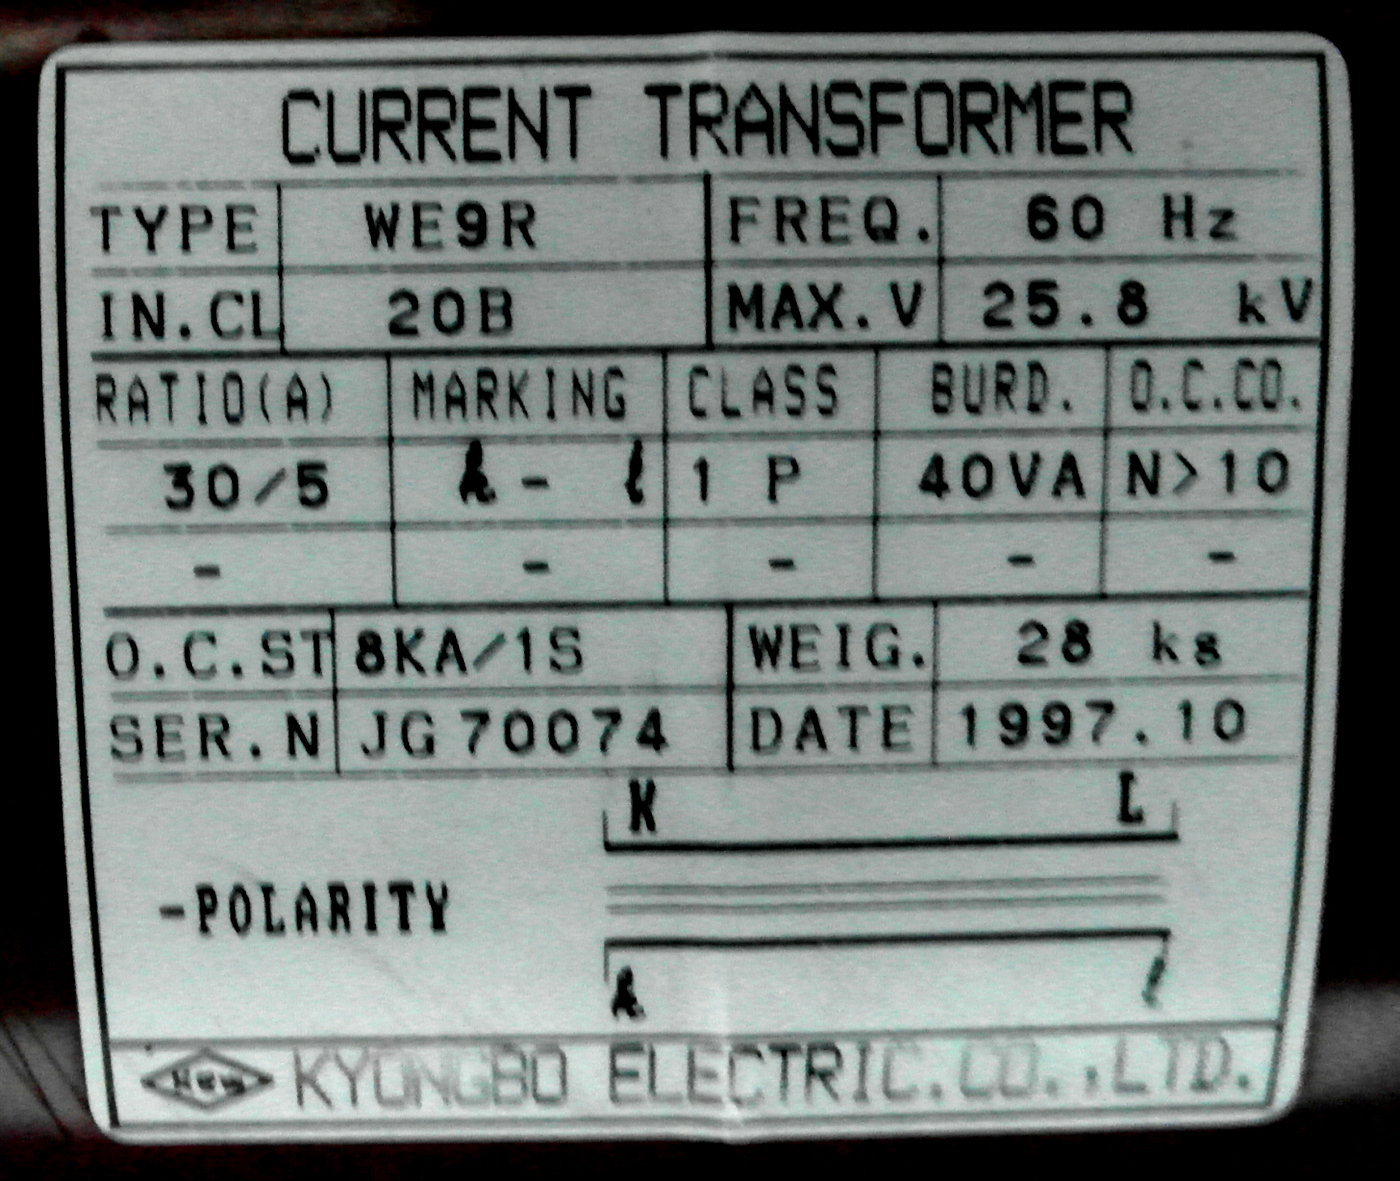 CURRENT TRANSFORMER
TYPE WE9R FREQ. 60 Hz
IN.CL 20B MAX.V 25.8 kV
RATIO(A) MARKING CLASS BURD. O.C.CO.
30/5 k - l 1 P 40VA N>10
- - - - -
O.C.ST 8KA/1S WEIG. 28 kg
SER.N JG70074 DATE 1997.10
K L
-POLARITY
k l
KYONGBO ELECTRIC.CO.,LTD.